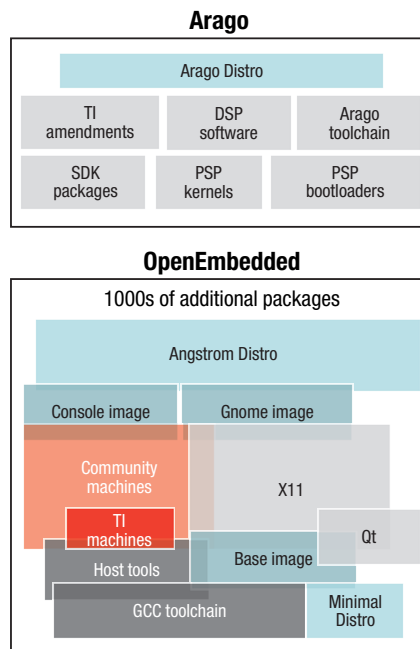 Arago
Arago Distro
TI
amendments
DSP
software
Arago
toolchain
SDK
packages
PSP
kernels
PSP
bootloaders
OpenEmbedded
1000s of additional packages
Angstrom Distro
Console image
Gnome image
Community
machines
X11
TI
machines
Qt
Base image
Host tools
GCC toolchain
Minimal
Distro